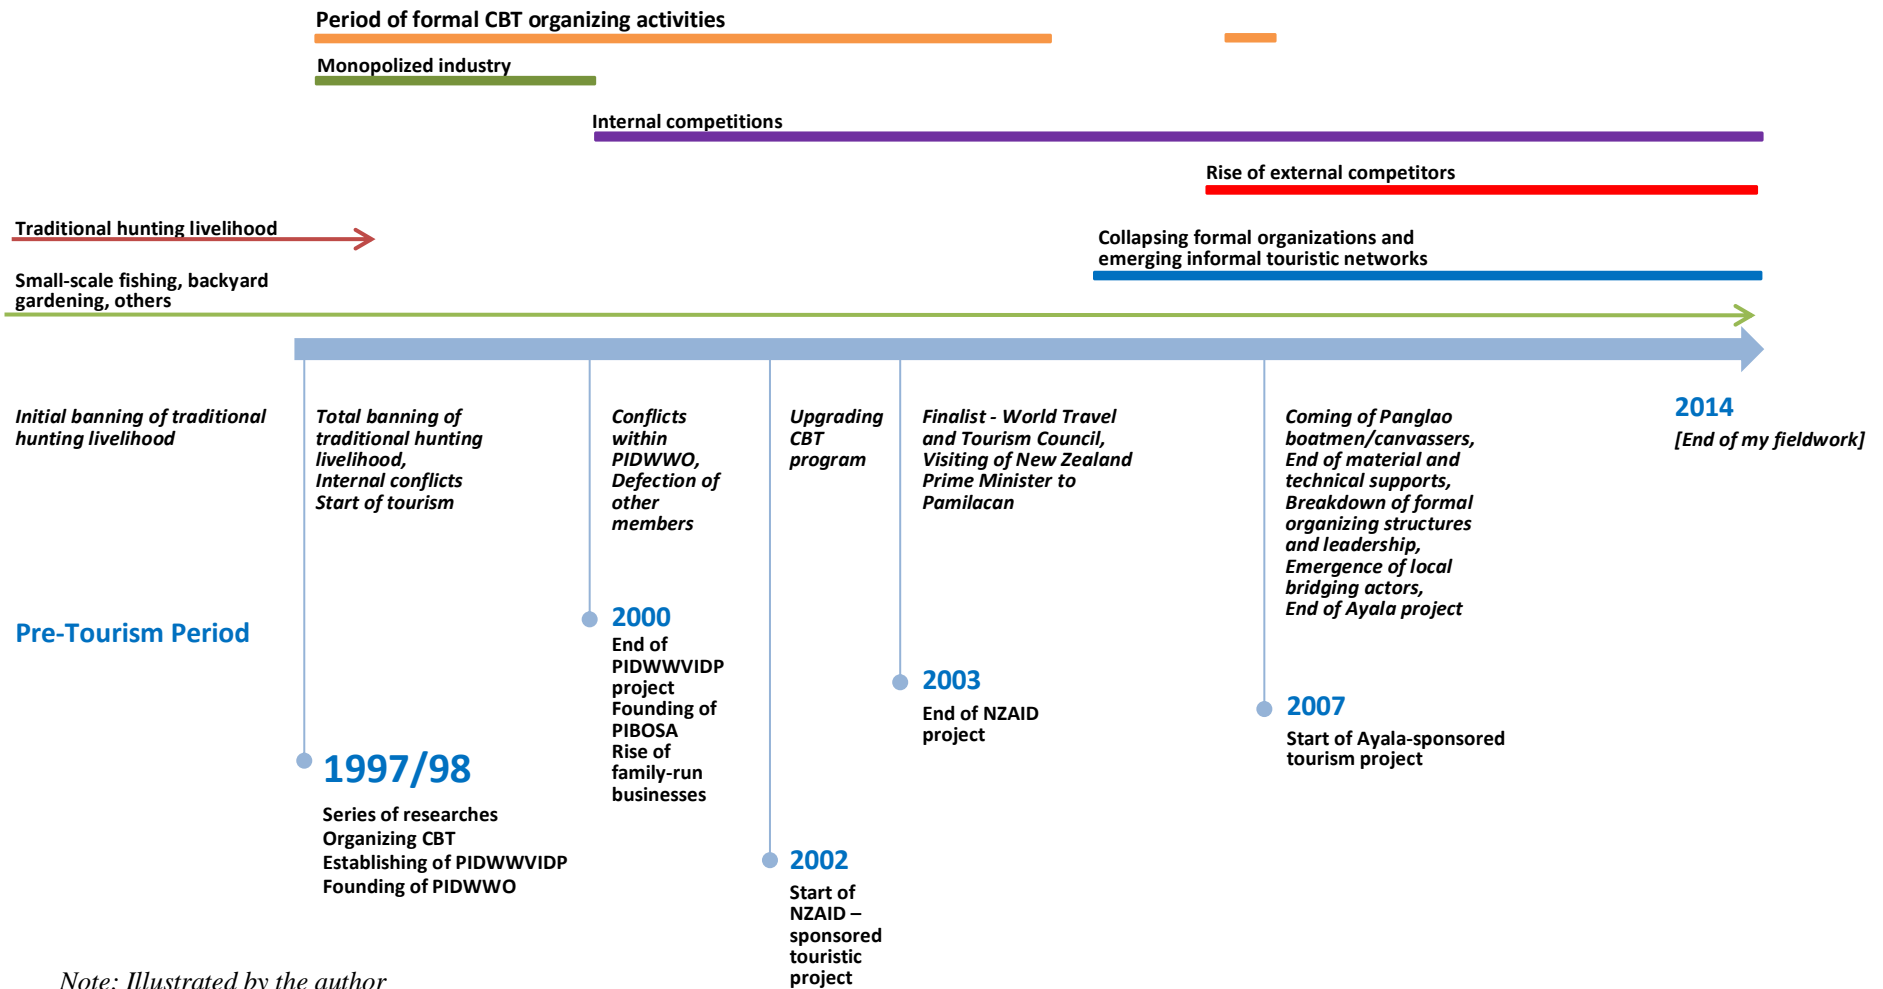 Period of formal CBT organizing activities
Monopolized industry
Internal competitions
Rise of external competitors
Traditional hunting livelihood
Collapsing formal organizations and
emerging informal touristic networks
Small-scale fishing, backyard
gardening, others
Initial banning of traditional
hunting livelihood
Total banning of
traditional hunting
livelihood,
Internal conflicts
Start of tourism
Conflicts
within
PIDWWO,
Defection of
other
members
Upgrading
CBT
program
Finalist - World Travel
and Tourism Council,
Visiting of New Zealand
Prime Minister to
Pamilacan
Coming of Panglao
boatmen/canvassers,
End of material and
technical supports,
Breakdown of formal
organizing structures
and leadership,
Emergence of local
bridging actors,
End of Ayala project
2014
[End of my fieldwork]
Pre-Tourism Period
1997/98
Series of researches
Organizing CBT
Establishing of PIDWWVIDP
Founding of PIDWWO
2000
End of
PIDWWVIDP
project
Founding of
PIBOSA
Rise of
family-run
businesses
2002
Start of
NZAID –
sponsored
touristic
project
2003
End of NZAID
project
2007
Start of Ayala-sponsored
tourism project
Note: Illustrated by the author